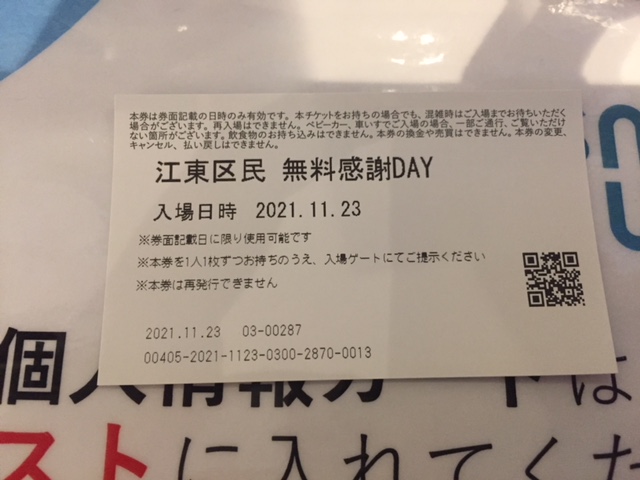 本券は券面記載の日時のみ有効です。本チケットをお持ちの場合でも、混雑時はご入場までお待ちいただく
場合がございます。再入場はできません。ベビーカー、車いすでご入場の場合、一部ご通行、ご覧いただけ
ない箇所がございます。飲食物のお持ち込みはできません。本券の換金や売買はできません。本券の変更、
キャンセル、払い戻しはできません。
江東区民 無料感謝DAY
入場日時 2021.11.23
※券面記載日に限り使用可能です
※本券を1人1枚ずつお持ちのうえ、入場ゲートにてご提示ください
※本券は再発行できません
2021.11.23 03-00287
00405-2021-1123-0300-2870-0013
個人情報カードは
ストに入れてくた